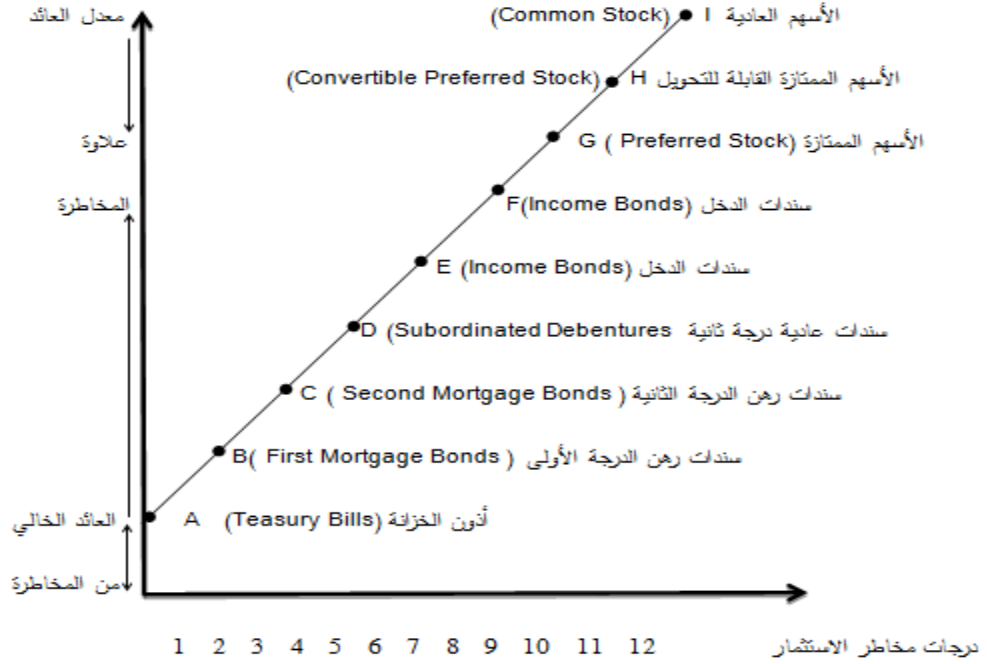 معدل العائد
(Common Stock) I الأسهم العادية
(Convertible Preferred Stock) H الأسهم الممتازة القابلة للتحويل
علاوة
G ( Preferred Stock) الأسهم الممتازة
المخاطرة
F(Income Bonds) سندات الدخل
E (Income Bonds) سندات الدخل
D (Subordinated Debentures سندات عادية درجة ثانية
C ( Second Mortgage Bonds ) سندات رهن الدرجة الثانية
B( First Mortgage Bonds ) سندات رهن الدرجة الأولى
العائد الخالي
A (Teasury Bills) أذون الخزانة
من المخاطرة
1 2 3 4 5 6 7 8 9 10 11 12 درجات مخاطر الاستثمار